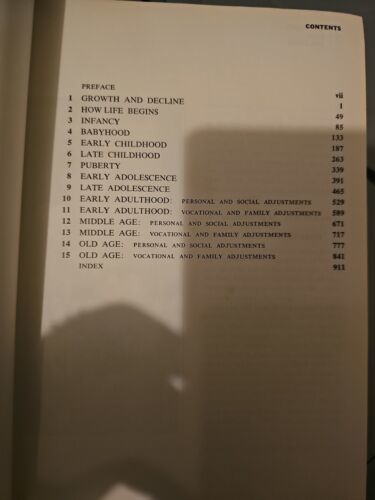 CONTENTS
PREFACE vii
1 GROWTH AND DECLINE 1
2 HOW LIFE BEGINS 49
3 INFANCY 85
4 BABYHOOD 133
5 EARLY CHILDHOOD 187
6 LATE CHILDHOOD 263
7 PUBERTY 339
8 EARLY ADOLESCENCE 391
9 LATE ADOLESCENCE 465
10 EARLY ADULTHOOD: PERSONAL AND SOCIAL ADJUSTMENTS 529
11 EARLY ADULTHOOD: VOCATIONAL AND FAMILY ADJUSTMENTS 589
12 MIDDLE AGE: PERSONAL AND SOCIAL ADJUSTMENTS 671
13 MIDDLE AGE: VOCATIONAL AND FAMILY ADJUSTMENTS 717
14 OLD AGE: PERSONAL AND SOCIAL ADJUSTMENTS 777
15 OLD AGE: VOCATIONAL AND FAMILY ADJUSTMENTS 841
INDEX 911